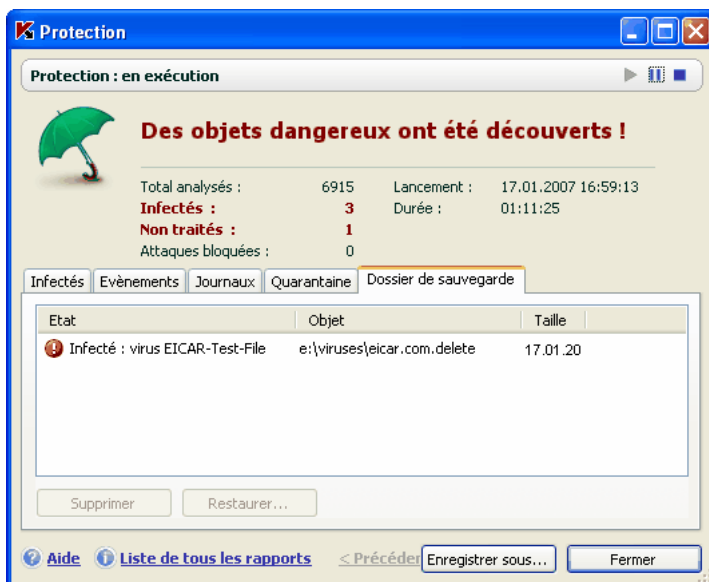 Protection
Protection : en exécution
Des objets dangereux ont été découverts !
Total analysés : 6915 Lancement : 17.01.2007 16:59:13
Infectés : 3 Durée : 01:11:25
Non traités : 1
Attaques bloquées : 0
Infectés Evènements Journaux Quarantaine Dossier de sauvegarde
Etat Objet Taille
Infecté : virus EICAR-Test-File e:\viruses\eicar.com.delete 17.01.20
Supprimer Restaurer...
Aide Liste de tous les rapports < Précéder Enregistrer sous... Fermer